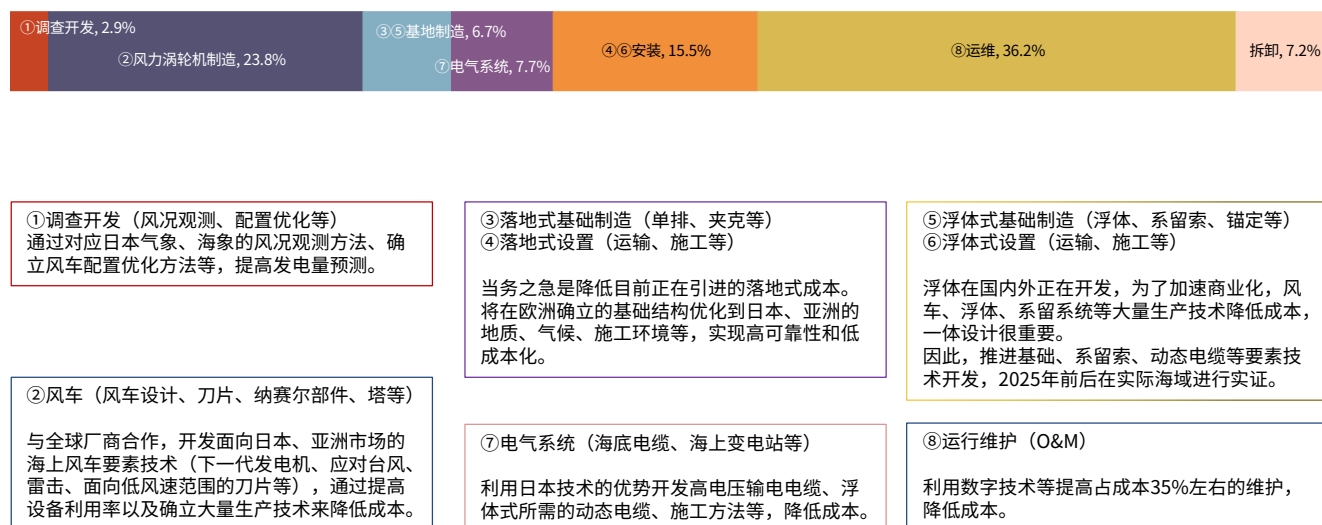 ①调查开发, 2.9%
②风力涡轮机制造, 23.8%
③⑤基地制造, 6.7%
⑦电气系统, 7.7%
④⑥安装, 15.5%
⑧运维, 36.2%
拆卸, 7.2%
①调查开发（风况观测、配置优化等）
通过对应日本气象、海象的风况观测方法、确
立风车配置优化方法等，提高发电量预测。
②风车（风车设计、刀片、纳赛尔部件、塔等）
与全球厂商合作，开发面向日本、亚洲市场的
海上风车要素技术（下一代发电机、应对台风、
雷击、面向低风速范围的刀片等），通过提高
设备利用率以及确立大量生产技术来降低成本。
③落地式基础制造（单排、夹克等）
④落地式设置（运输、施工等）
当务之急是降低目前正在引进的落地式成本。
将在欧洲确立的基础结构优化到日本、亚洲的
地质、气候、施工环境等，实现高可靠性和低
成本化。
⑦电气系统（海底电缆、海上变电站等）
利用日本技术的优势开发高电压输电电缆、浮
体式所需的动态电缆、施工方法等，降低成本。
⑤浮体式基础制造（浮体、系留索、锚定等）
⑥浮体式设置（运输、施工等）
浮体在国内外正在开发，为了加速商业化，风
车、浮体、系留系统等大量生产技术降低成本，
一体设计很重要。
因此，推进基础、系留索、动态电缆等要素技
术开发，2025年前后在实际海域进行实证。
⑧运行维护（O&M）
利用数字技术等提高占成本35%左右的维护，
降低成本。